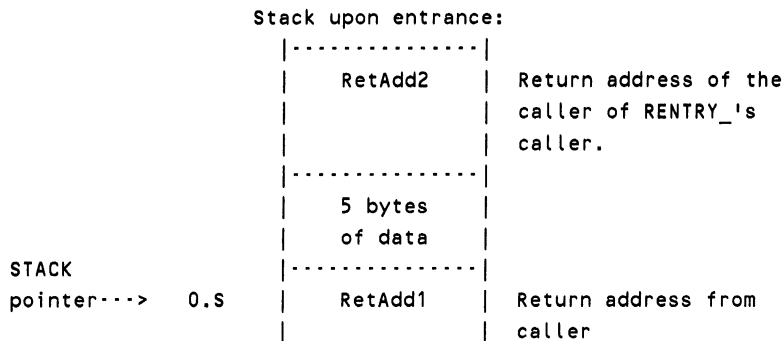 Stack upon entrance:
|---------------|
| RetAdd2 | Return address of the
| | caller of RENTRY_'s
| | caller.
|---------------|
| 5 bytes
| of data |
STACK |---------------|
pointer---> 0.S | RetAdd1 | Return address from
| | caller